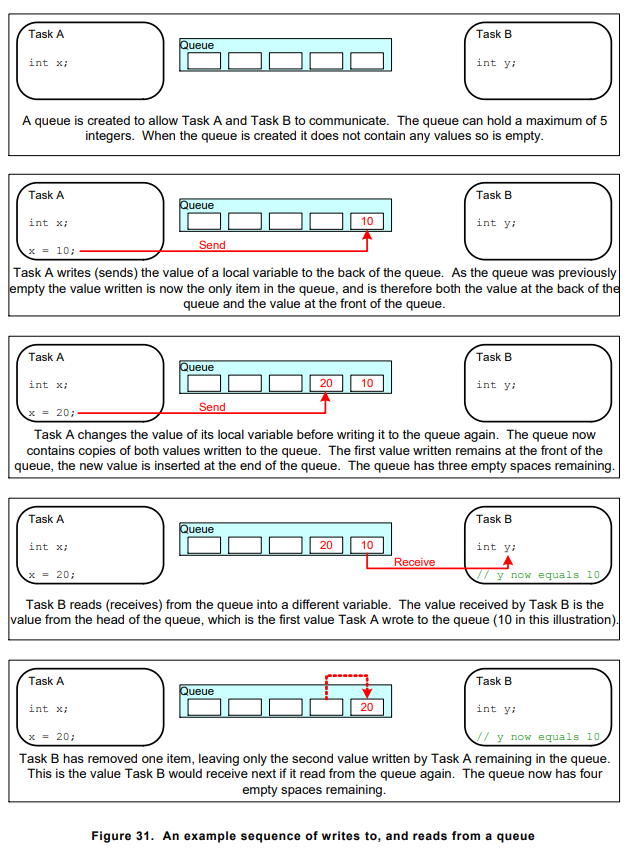 Task A
int x;
Queue
Task B
int y;
A queue is created to allow Task A and Task B to communicate.  The queue can hold a maximum of 5
integers.  When the queue is created it does not contain any values so is empty.
Task A
int x;
x = 10;
Queue
10
Send
Task B
int y;
Task A writes (sends) the value of a local variable to the back of the queue.  As the queue was previously
empty the value written is now the only item in the queue, and is therefore both the value at the back of the
queue and the value at the front of the queue.
Task A
int x;
x = 20;
Queue
20
10
Send
Task B
int y;
Task A changes the value of its local variable before writing it to the queue again.  The queue now
contains copies of both values written to the queue.  The first value written remains at the front of the
queue, the new value is inserted at the end of the queue.  The queue has three empty spaces remaining.
Task A
int x;
x = 20;
Queue
20
10
Receive
Task B
int y;
// y now equals 10
Task B reads (receives) from the queue into a different variable.  The value received by Task B is the
value from the head of the queue, which is the first value Task A wrote to the queue (10 in this illustration).
Task A
int x;
x = 20;
Queue
20
Task B
int y;
// y now equals 10
Task B has removed one item, leaving only the second value written by Task A remaining in the queue.
This is the value Task B would receive next if it read from the queue again.  The queue now has four
empty spaces remaining.
Figure 31.  An example sequence of writes to, and reads from a queue